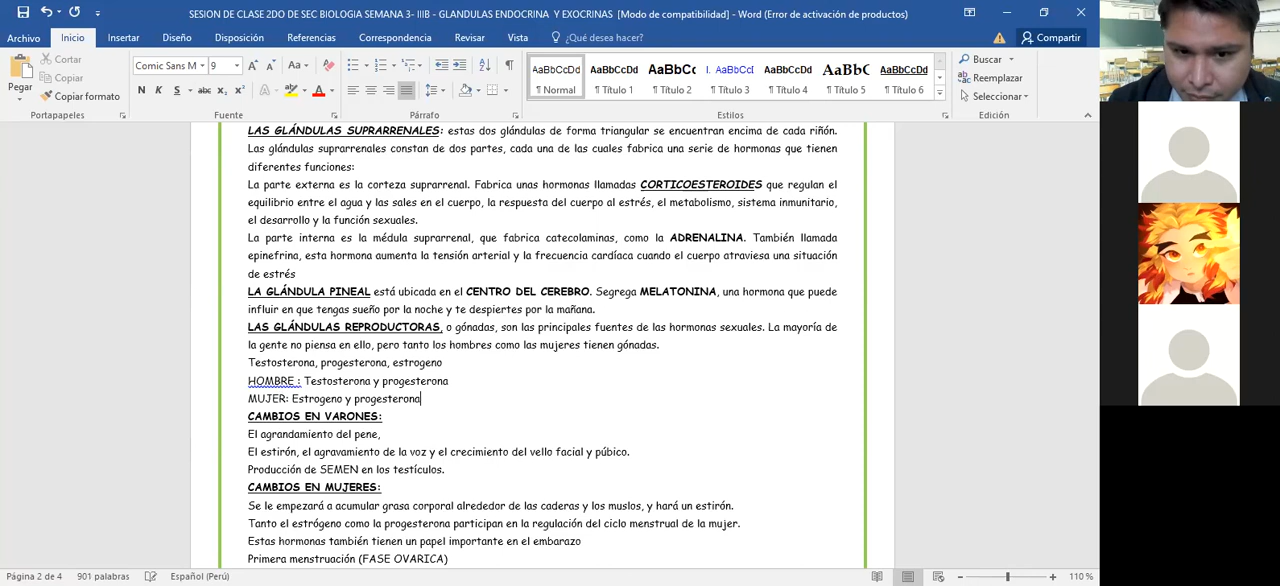 SESION DE CLASE 2DO DE SEC BIOLOGIA SEMANA 3- IIIB - GLANDULAS ENDOCRINA Y EXOCRINAS [Modo de compatibilidad] - Word (Error de activación de productos)
Archivo Inicio Insertar Diseño Disposición Referencias Correspondencia Revisar Vista ¿Qué desea hacer? Compartir
Pegar
Cortar
Copiar
Copiar formato
Portapapeles
Comic Sans M 9 Aa
N K S abc x₂ x² A ab A
Fuente
Párrafo
AaBbCcDd AaBbCcDd AaBbCc I. AaBbCcI AaBbCcDd AaBbC AaBbCcDd
¶ Normal ¶ Título 1 ¶ Título 2 ¶ Título 3 ¶ Título 4 ¶ Título 5 ¶ Título 6
Estilos
Buscar
Reemplazar
Seleccionar
Edición
LAS GLÁNDULAS SUPRARRENALES: estas dos glándulas de forma triangular se encuentran encima de cada riñón.
Las glándulas suprarrenales constan de dos partes, cada una de las cuales fabrica una serie de hormonas que tienen
diferentes funciones:
La parte externa es la corteza suprarrenal. Fabrica unas hormonas llamadas CORTICOESTEROIDES que regulan el
equilibrio entre el agua y las sales en el cuerpo, la respuesta del cuerpo al estrés, el metabolismo, sistema inmunitario,
el desarrollo y la función sexuales.
La parte interna es la médula suprarrenal, que fabrica catecolaminas, como la ADRENALINA. También llamada
epinefrina, esta hormona aumenta la tensión arterial y la frecuencia cardíaca cuando el cuerpo atraviesa una situación
de estrés
LA GLÁNDULA PINEAL está ubicada en el CENTRO DEL CEREBRO. Segrega MELATONINA, una hormona que puede
influir en que tengas sueño por la noche y te despiertes por la mañana.
LAS GLÁNDULAS REPRODUCTORAS, o gónadas, son las principales fuentes de las hormonas sexuales. La mayoría de
la gente no piensa en ello, pero tanto los hombres como las mujeres tienen gónadas.
Testosterona, progesterona, estrogeno
HOMBRE : Testosterona y progesterona
MUJER: Estrogeno y progesterona
CAMBIOS EN VARONES:
El agrandamiento del pene,
El estirón, el agravamiento de la voz y el crecimiento del vello facial y púbico.
Producción de SEMEN en los testículos.
CAMBIOS EN MUJERES:
Se le empezará a acumular grasa corporal alrededor de las caderas y los muslos, y hará un estirón.
Tanto el estrógeno como la progesterona participan en la regulación del ciclo menstrual de la mujer.
Estas hormonas también tienen un papel importante en el embarazo
Primera menstruación (FASE OVARICA)
Página 2 de 4 901 palabras Español (Perú) 110 %